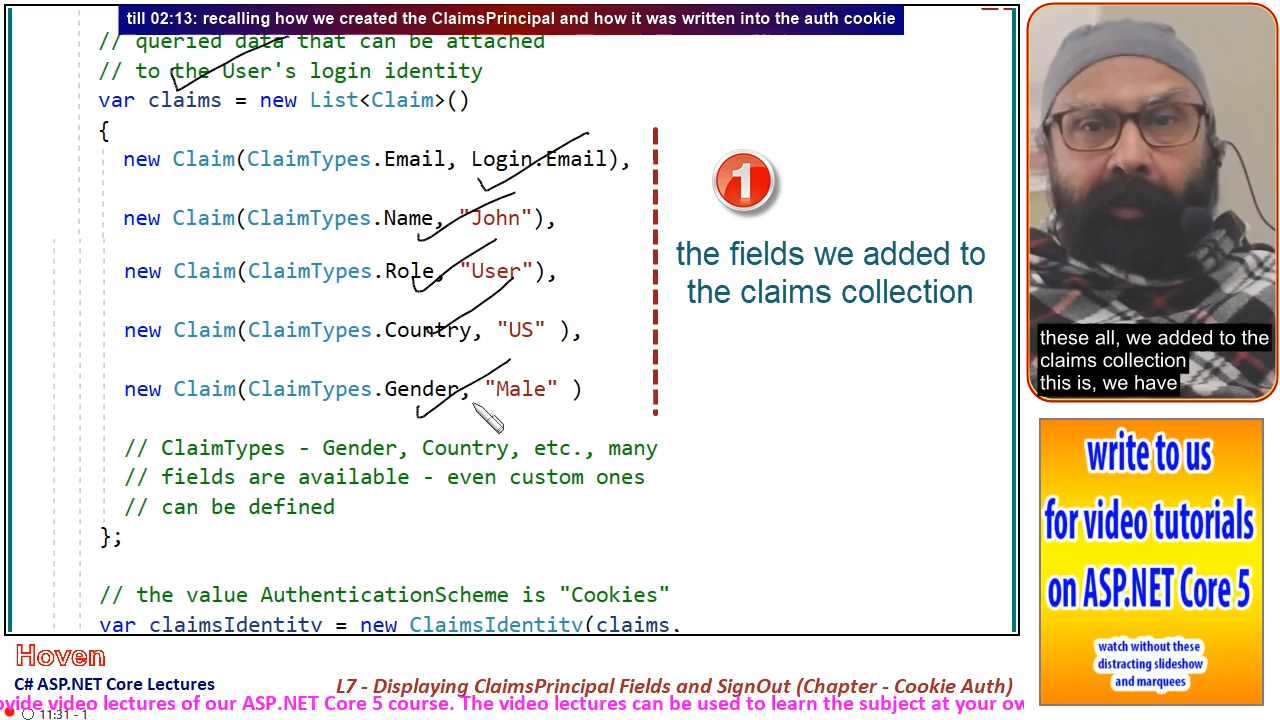 till 02:13: recalling how we created the ClaimsPrincipal and how it was written into the auth cookie
// queried data that can be attached
// to the User's login identity
var claims = new List<Claim>()
{
new Claim(ClaimTypes.Email, Login.Email),
new Claim(ClaimTypes.Name, "John"),
new Claim(ClaimTypes.Role, "User"),
new Claim(ClaimTypes.Country, "US" ),
new Claim(ClaimTypes.Gender, "Male" )
// ClaimTypes - Gender, Country, etc., many
// fields are available - even custom ones
// can be defined
};
// the value AuthenticationScheme is "Cookies"
var claimsIdentity = new ClaimsIdentity(claims,
1
the fields we added to
the claims collection
these all, we added to the
claims collection
this is, we have
write to us
for video tutorials
on ASP.NET Core 5
watch without these
distracting slideshow
and marquees
Hoven
C# ASP.NET Core Lectures
L7 - Displaying ClaimsPrincipal Fields and SignOut (Chapter - Cookie Auth)
ovide video lectures of our ASP.NET Core 5 course. The video lectures can be used to learn the subject at your ow
11:31 - 1